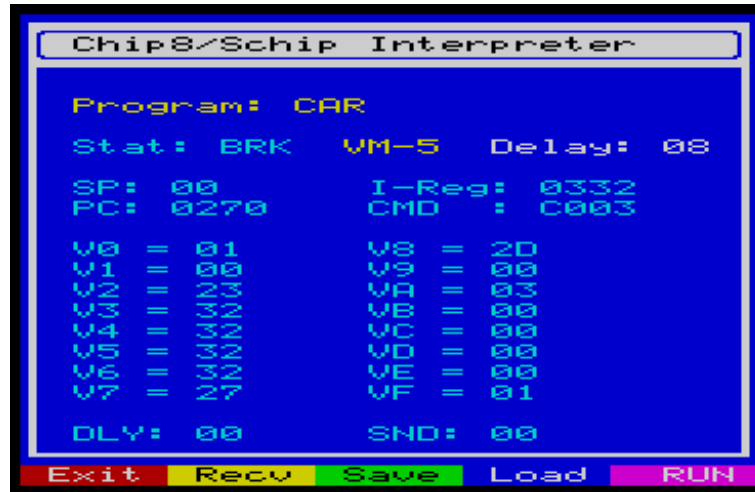 Chip8/Schip Interpreter
Program: CAR
Stat: BRK VM-5 Delay: 08
SP: 00 I-Reg: 0332
PC: 0270 CMD : C003
V0 = 01 V8 = 2D
V1 = 00 V9 = 00
V2 = 23 VA = 03
V3 = 32 VB = 00
V4 = 32 VC = 00
V5 = 32 VD = 00
V6 = 32 VE = 00
V7 = 27 VF = 01
DLY: 00 SND: 00
Exit Recv Save Load RUN